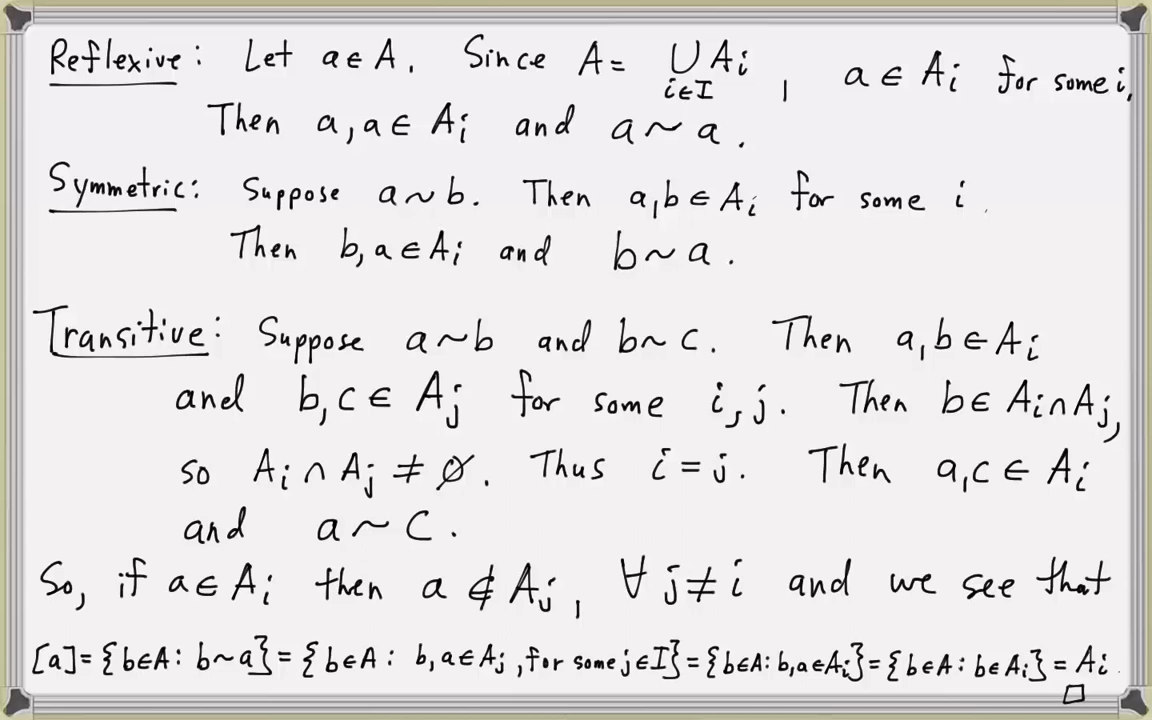 Reflexive: Let a∈A. Since A = ∪_{i∈I} A_i, a ∈ A_i for some i.
Then a, a ∈ A_i and a ~ a.
Symmetric: Suppose a ~ b. Then a, b ∈ A_i for some i.
Then b, a ∈ A_i and b ~ a.
Transitive: Suppose a ~ b and b ~ c. Then a, b ∈ A_i
and b, c ∈ A_j for some i, j. Then b ∈ A_i ∩ A_j,
so A_i ∩ A_j ≠ ∅. Thus i = j. Then a, c ∈ A_i
and a ~ c.
So, if a ∈ A_i then a ∉ A_j, ∀ j ≠ i and we see that
[a] = {b∈A : b ~ a} = {b∈A : b, a ∈ A_j, for some j∈I} = {b∈A : b, a ∈ A_i} = {b∈A : b ∈ A_i} = A_i
□